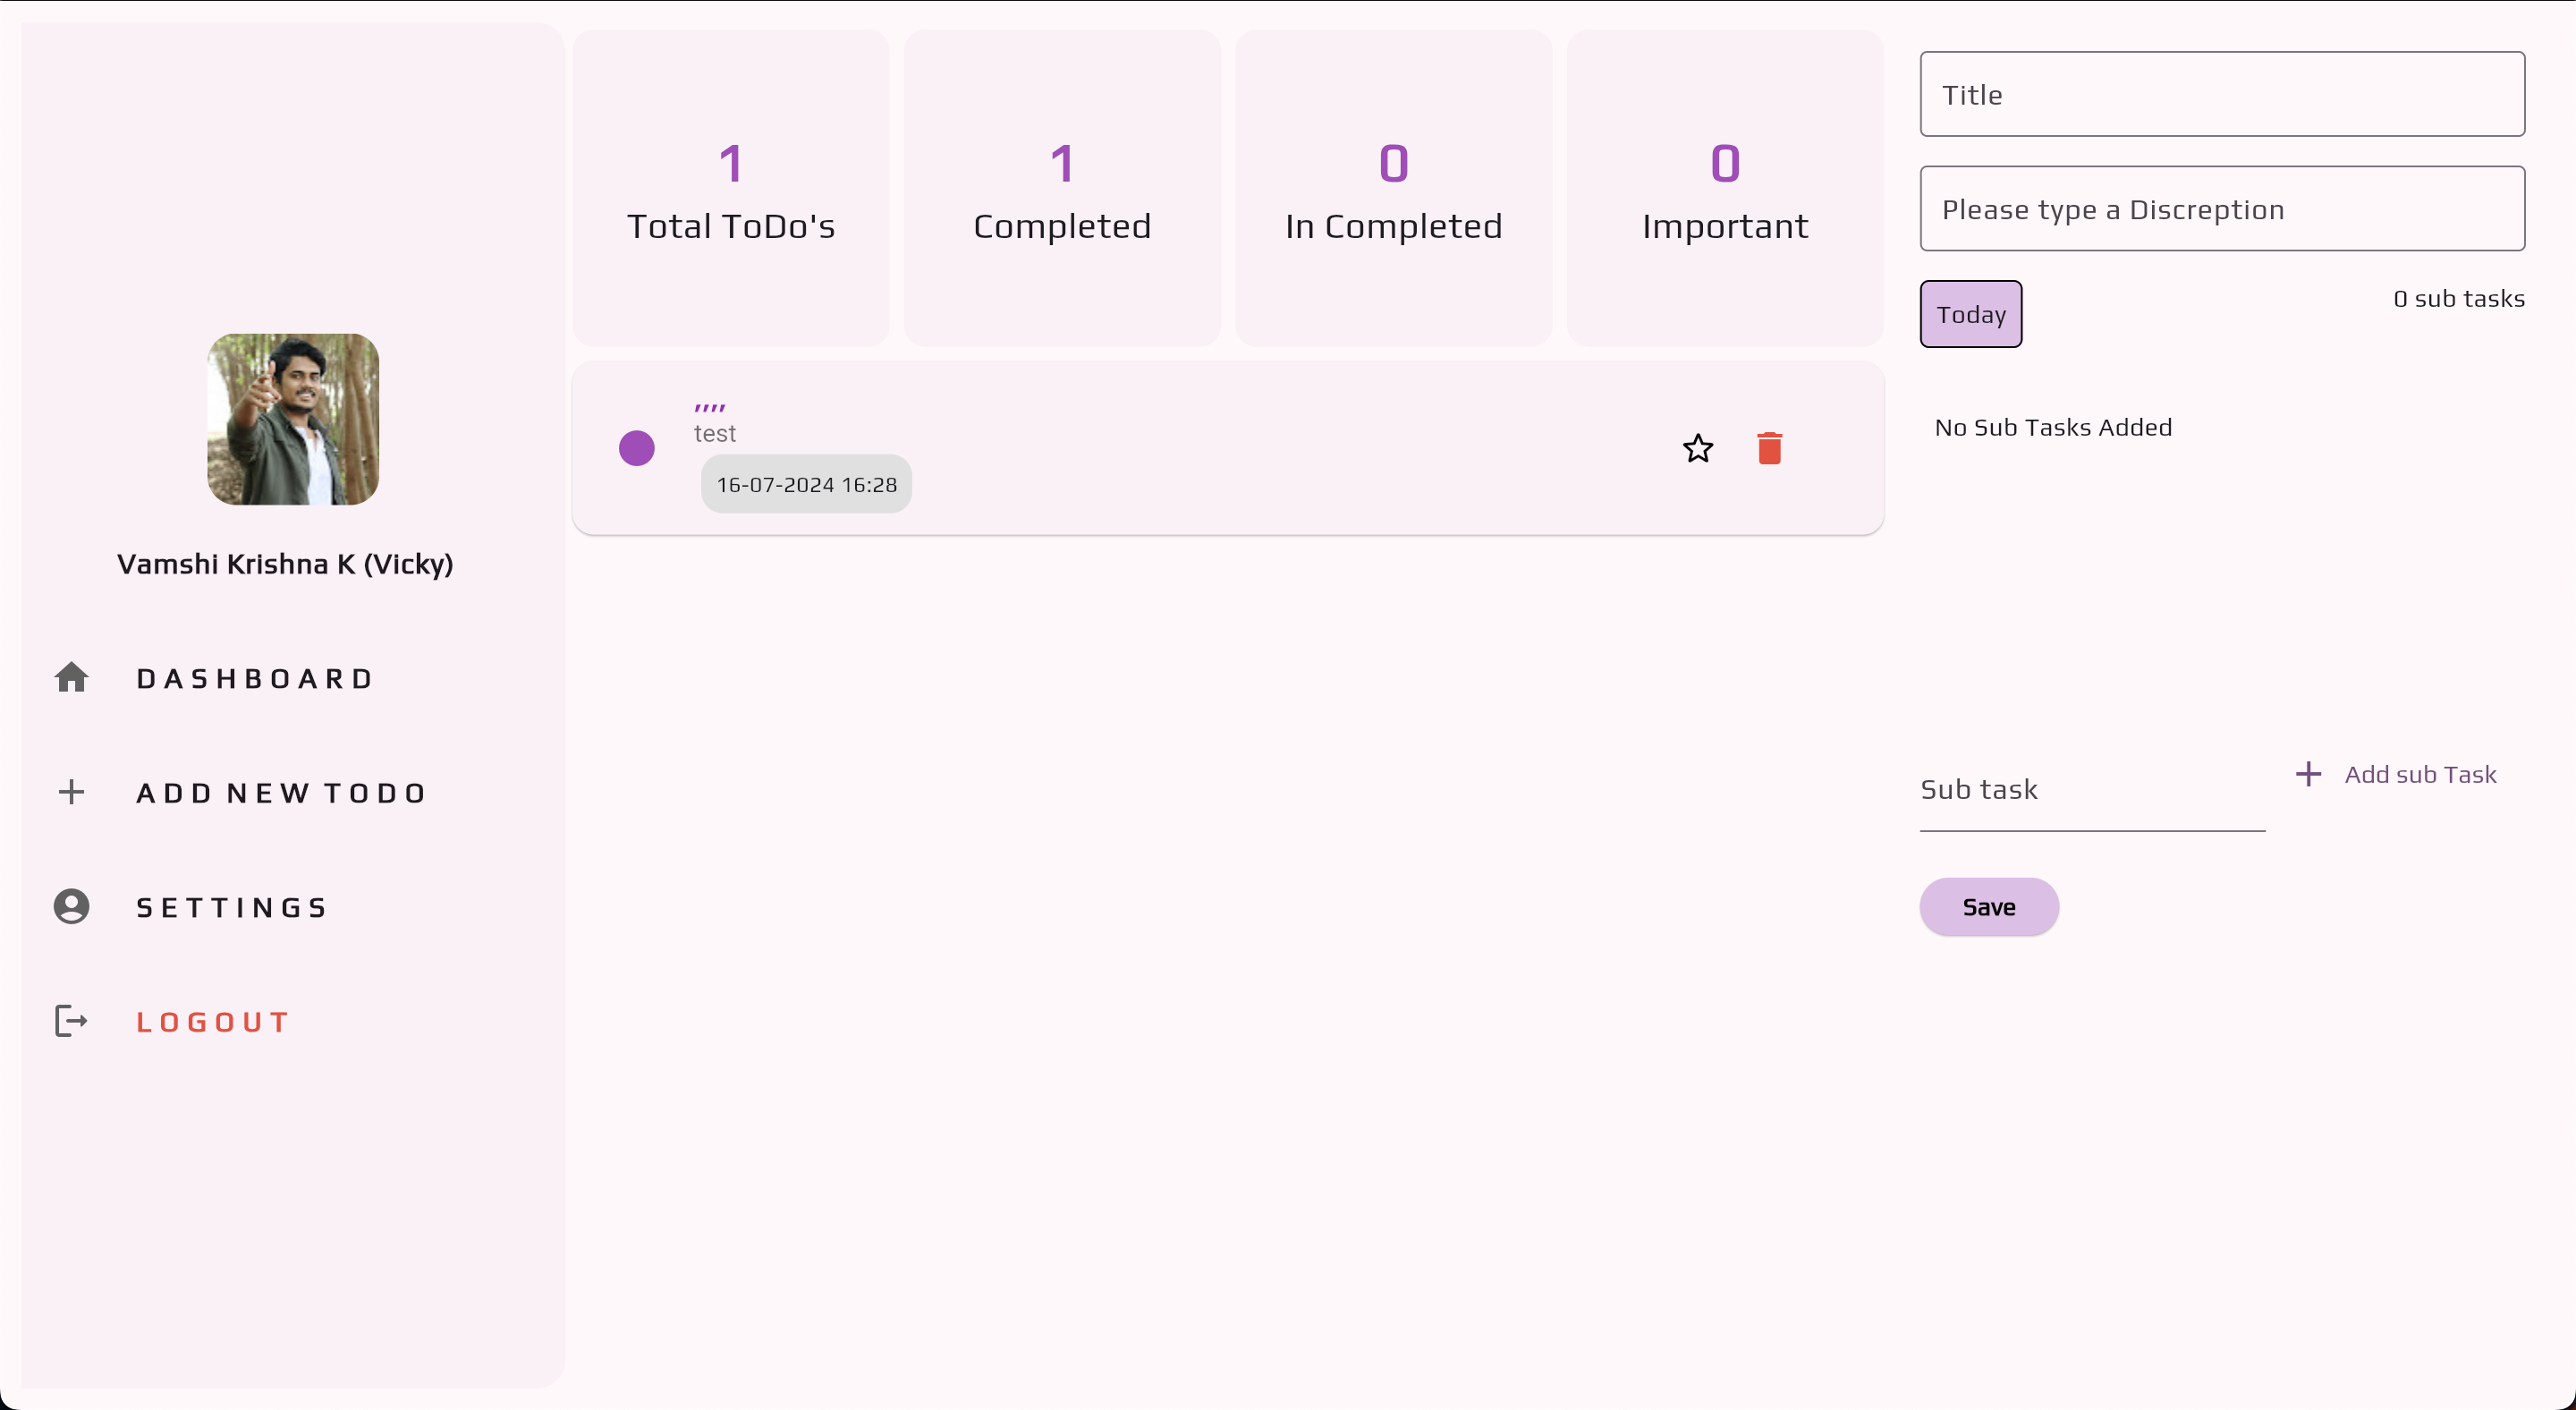 Vamshi Krishna K (Vicky)
DASHBOARD
ADD NEW TODO
SETTINGS
LOGOUT
1
Total ToDo's
1
Completed
0
In Completed
0
Important
,,,,
test
16-07-2024 16:28
Title
Please type a Discreption
Today
0 sub tasks
No Sub Tasks Added
Sub task
Add sub Task
Save